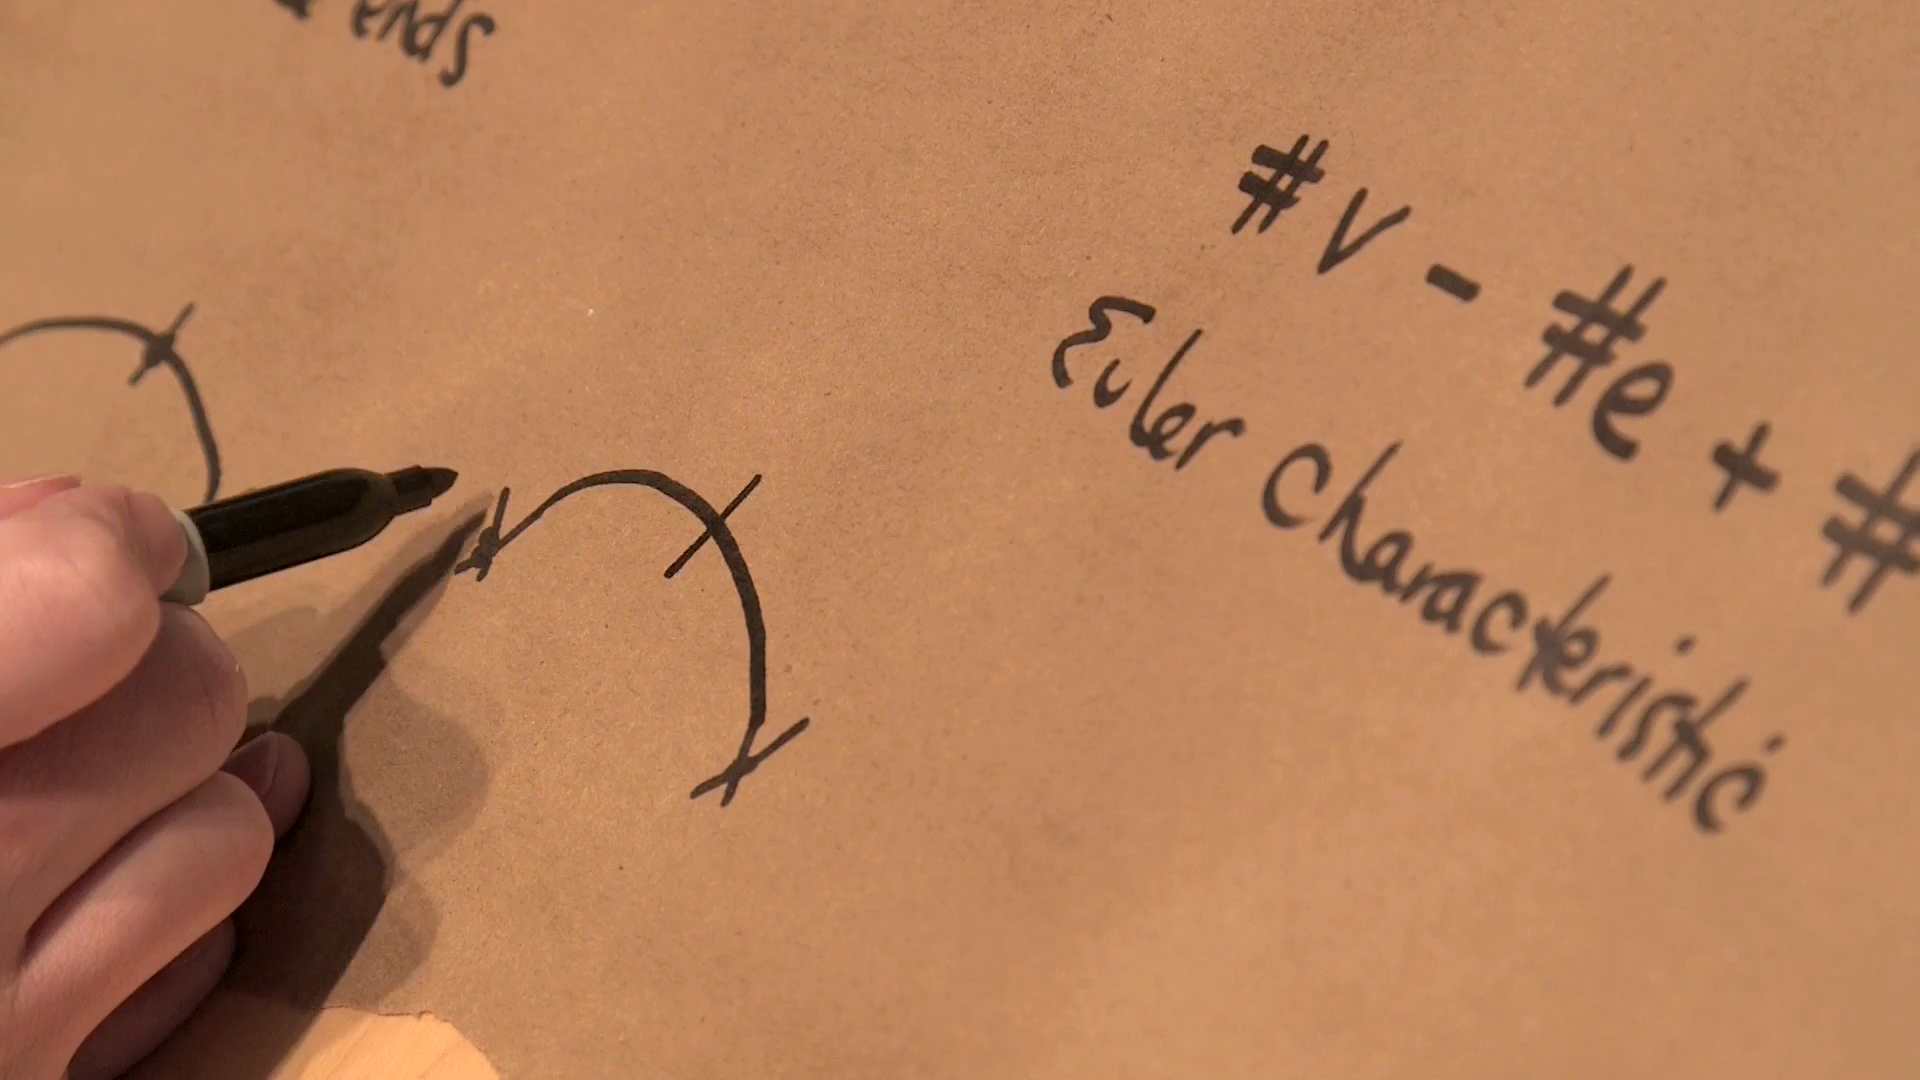 ends
#V - #e + #
Euler characteristic